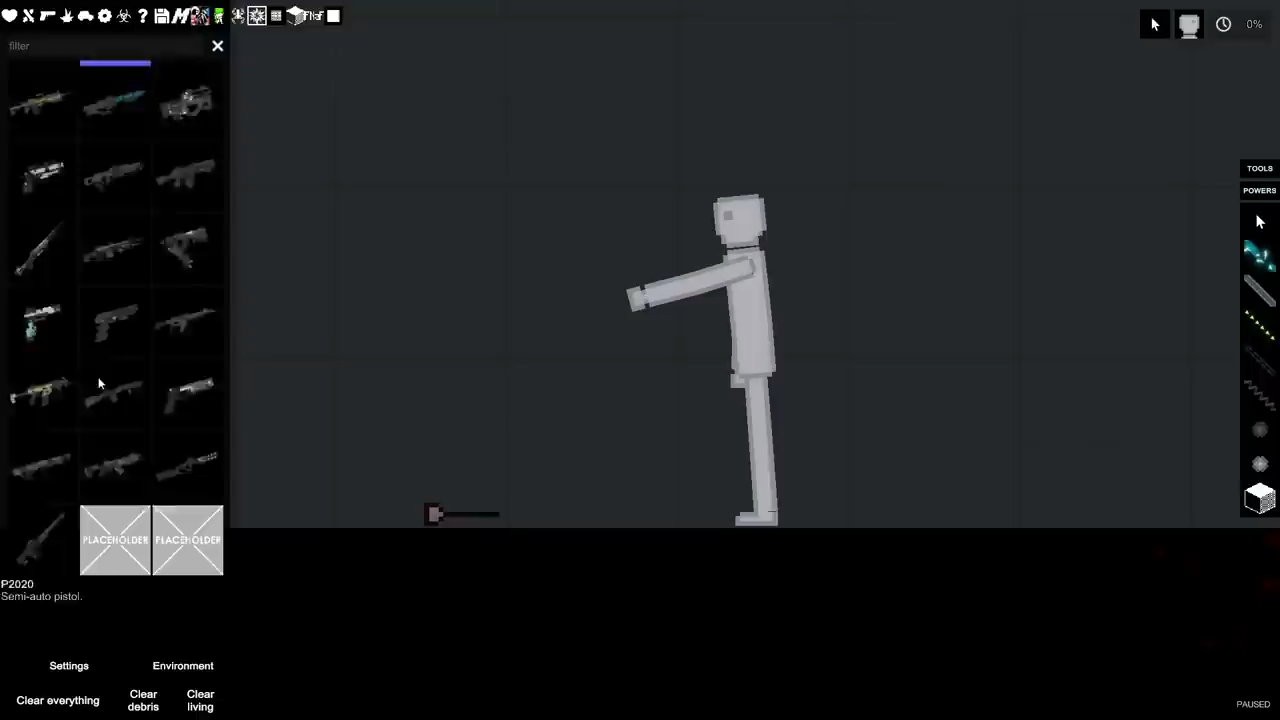 0%
filter
TOOLS
POWERS
PLACEHOLDER
PLACEHOLDER
P2020
Semi-auto pistol.
Settings
Environment
Clear everything
Clear debris
Clear living
PAUSED